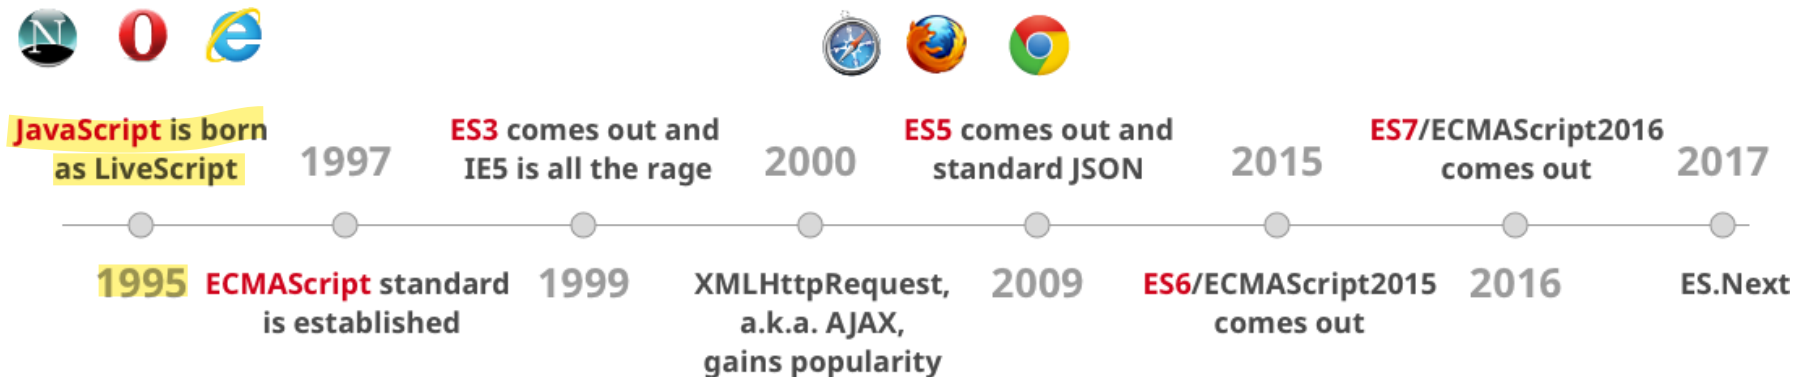 JavaScript is born
as LiveScript
1995
1997
ECMAScript standard
is established
ES3 comes out and
IE5 is all the rage
1999
2000
XMLHttpRequest,
a.k.a. AJAX,
gains popularity
ES5 comes out and
standard JSON
2009
2015
ES6/ECMAScript2015
comes out
ES7/ECMAScript2016
comes out
2016
2017
ES.Next